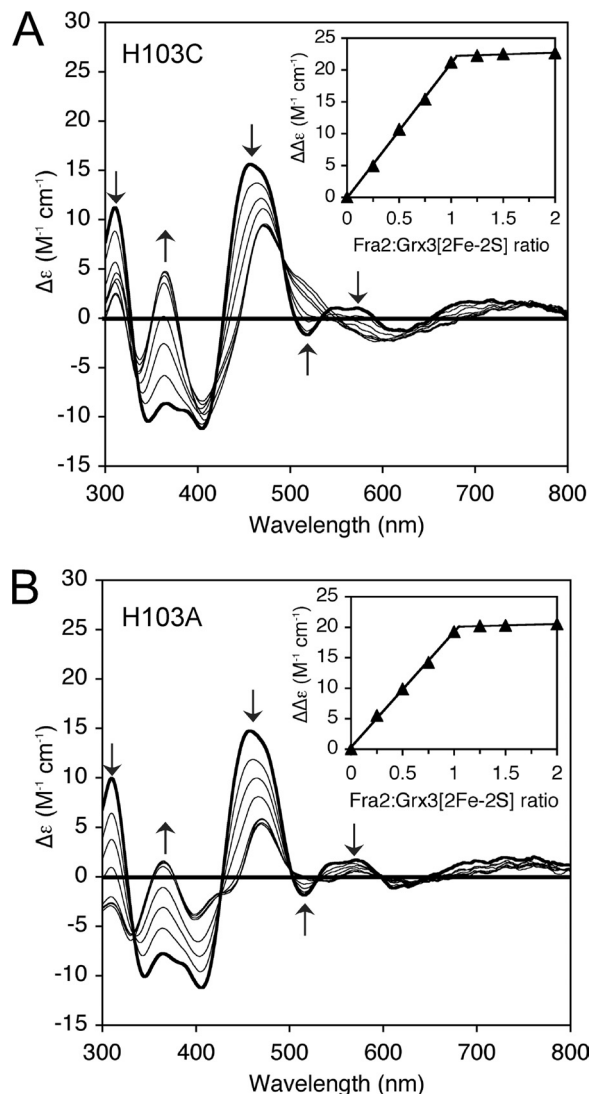 A
H103C
Δε (M⁻¹ cm⁻¹)
30
25
20
15
10
5
0
-5
-10
-15
300 400 500 600 700 800
Wavelength (nm)
ΔΔε (M⁻¹ cm⁻¹)
25
20
15
10
5
0
0 0.5 1 1.5 2
Fra2:Grx3[2Fe-2S] ratio
B
H103A
Δε (M⁻¹ cm⁻¹)
30
25
20
15
10
5
0
-5
-10
-15
300 400 500 600 700 800
Wavelength (nm)
ΔΔε (M⁻¹ cm⁻¹)
25
20
15
10
5
0
0 0.5 1 1.5 2
Fra2:Grx3[2Fe-2S] ratio